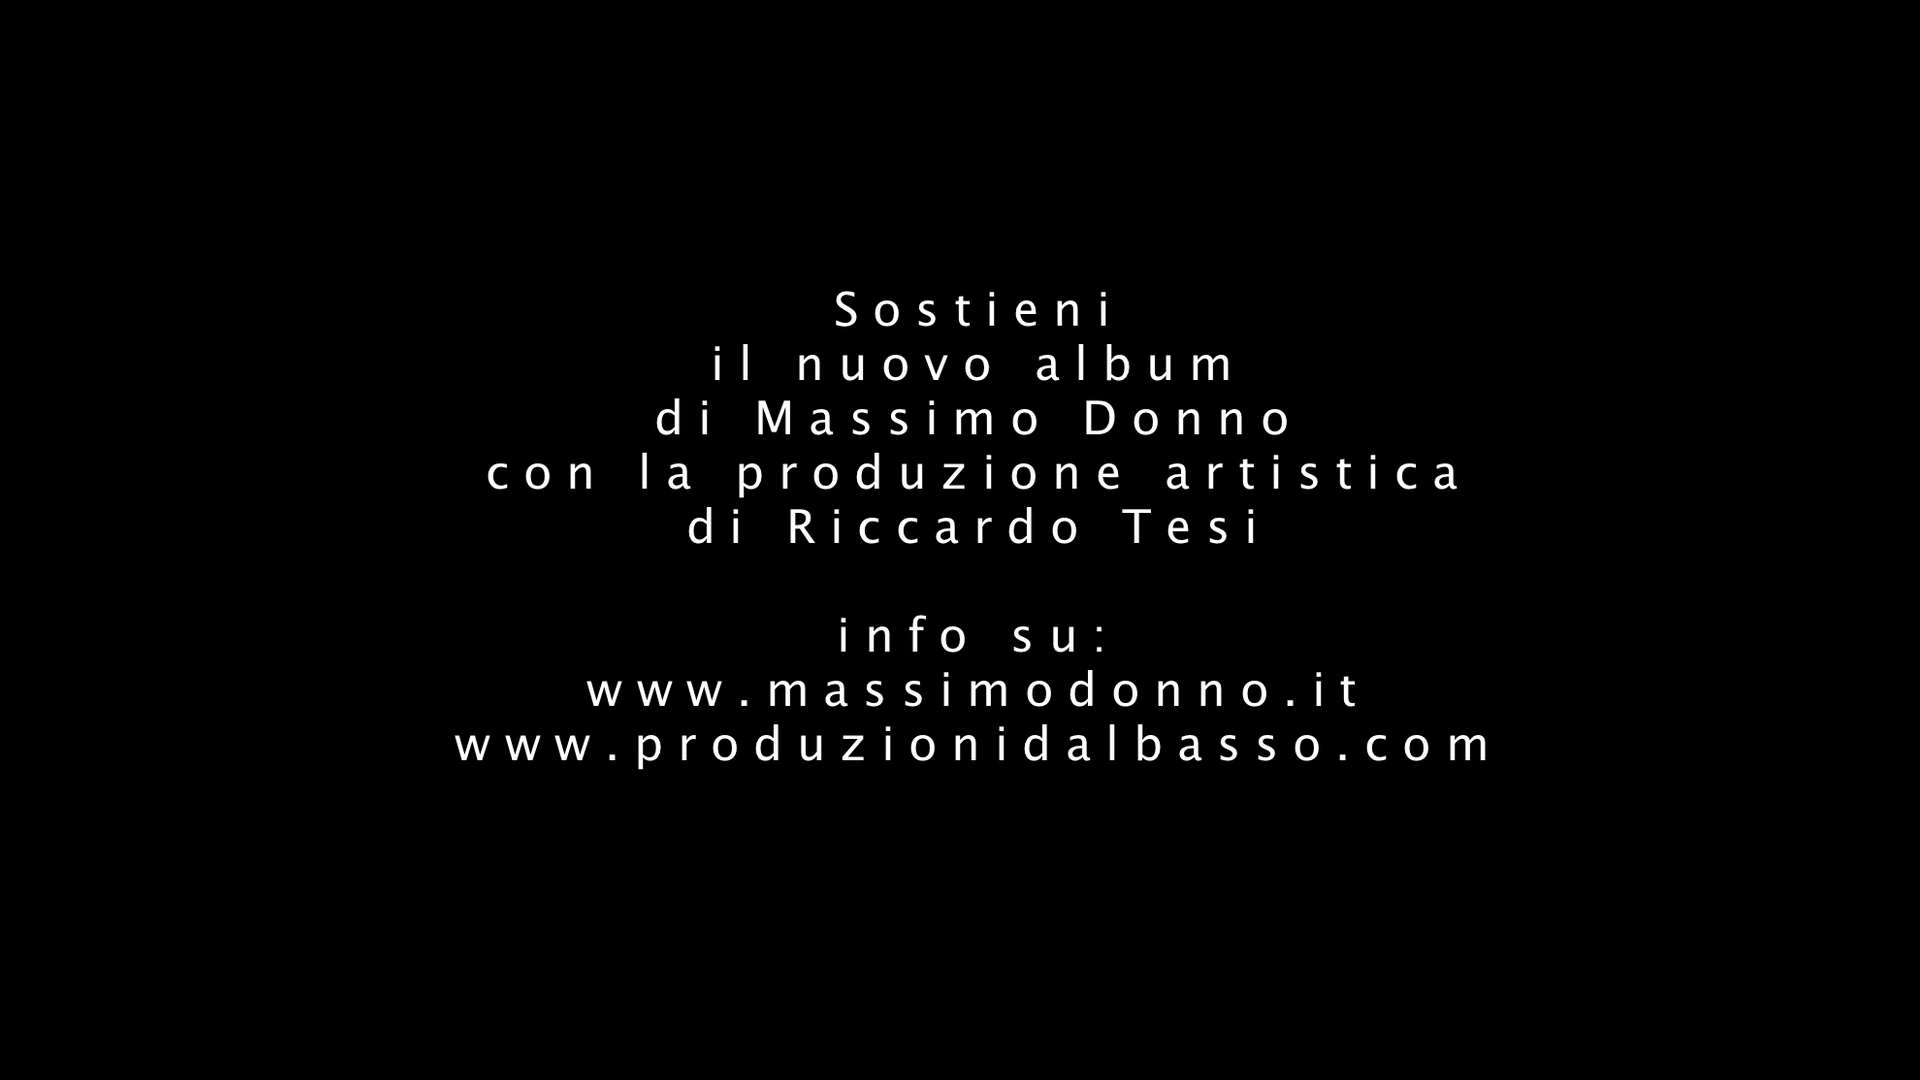 Sostieni
il nuovo album
di Massimo Donno
con la produzione artistica
di Riccardo Tesi
info su:
www.massimodonno.it
www.produzionidalbasso.com